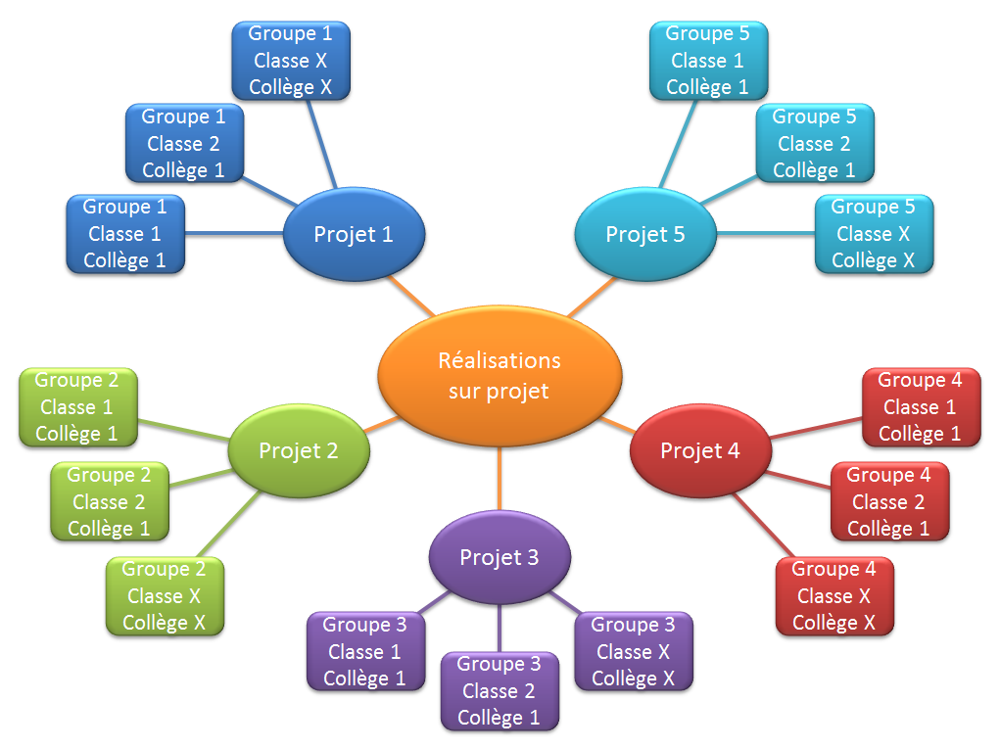 Groupe 1
Classe X
Collège X
Groupe 1
Classe 2
Collège 1
Groupe 1
Classe 1
Collège 1
Projet 1
Groupe 5
Classe 1
Collège 1
Groupe 5
Classe 2
Collège 1
Groupe 5
Classe X
Collège X
Projet 5
Réalisations
sur projet
Groupe 2
Classe 1
Collège 1
Groupe 2
Classe 2
Collège 1
Groupe 2
Classe X
Collège X
Projet 2
Projet 4
Groupe 4
Classe 1
Collège 1
Groupe 4
Classe 2
Collège 1
Groupe 4
Classe X
Collège X
Projet 3
Groupe 3
Classe 1
Collège 1
Groupe 3
Classe 2
Collège 1
Groupe 3
Classe X
Collège X